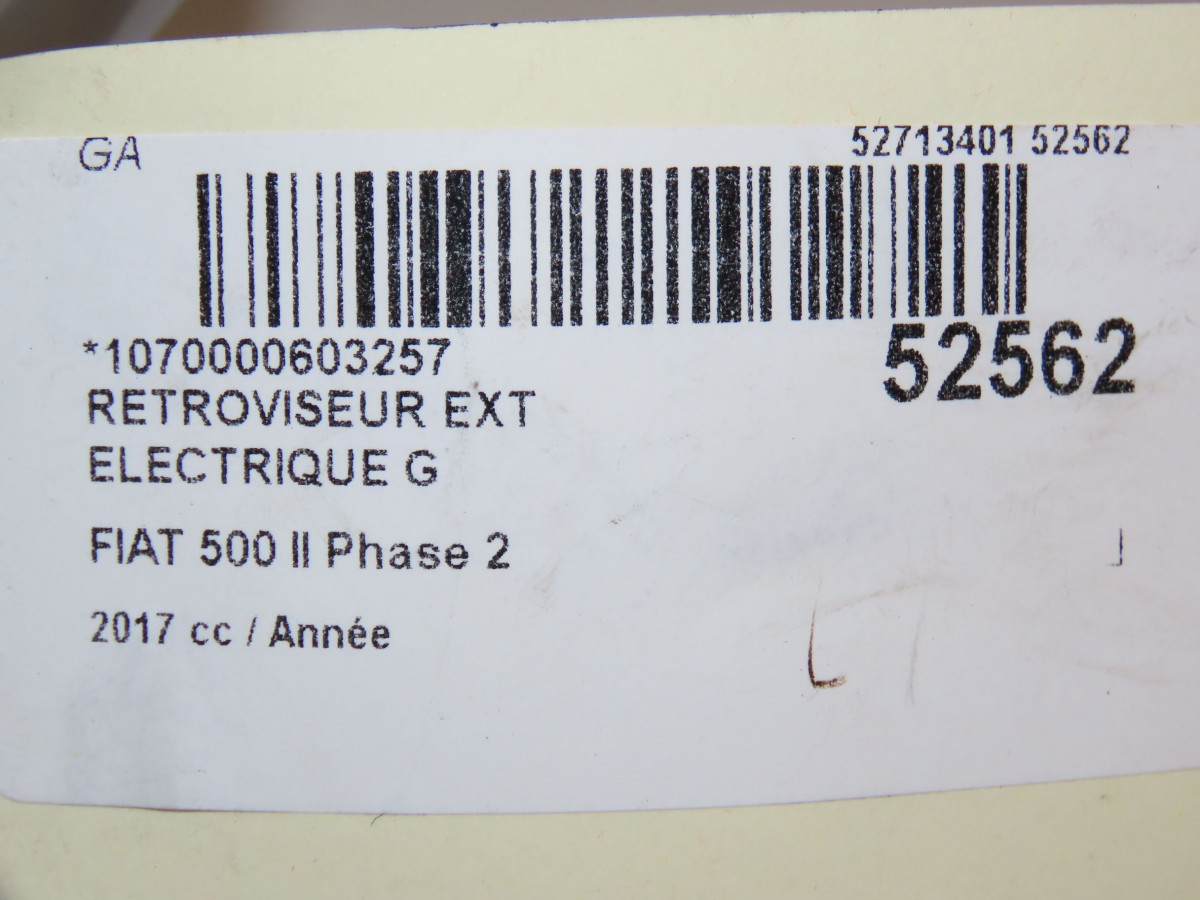 GA
52713401 52562
*1070000603257
52562
RETROVISEUR EXT
ELECTRIQUE G
FIAT 500 II Phase 2
2017 cc / Année